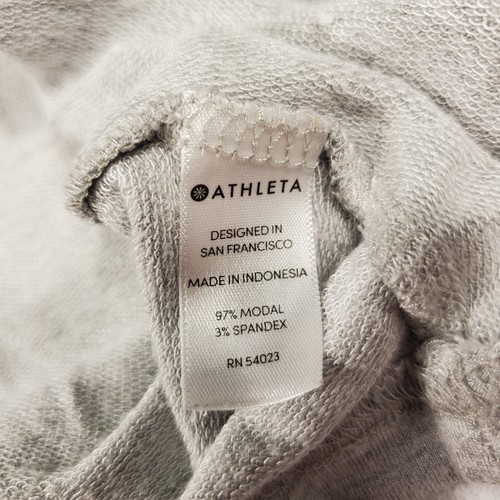 ATHLETA
DESIGNED IN
SAN FRANCISCO
MADE IN INDONESIA
97% MODAL
3% SPANDEX
RN 54023